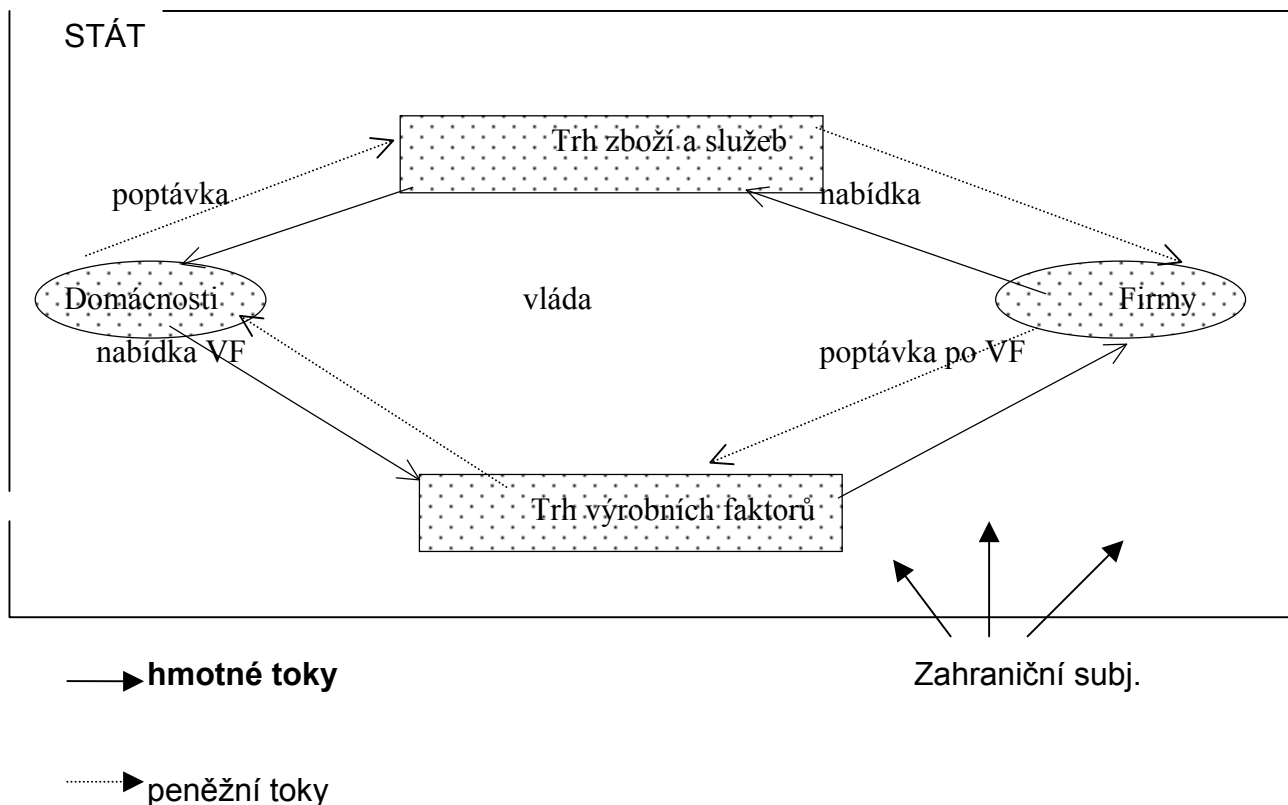 STÁT
Trh zboží a služeb
poptávka
nabídka
Domácnosti
vláda
Firmy
nabídka VF
poptávka po VF
Trh výrobních faktorů
hmotné toky
Zahraniční subj.
peněžní toky